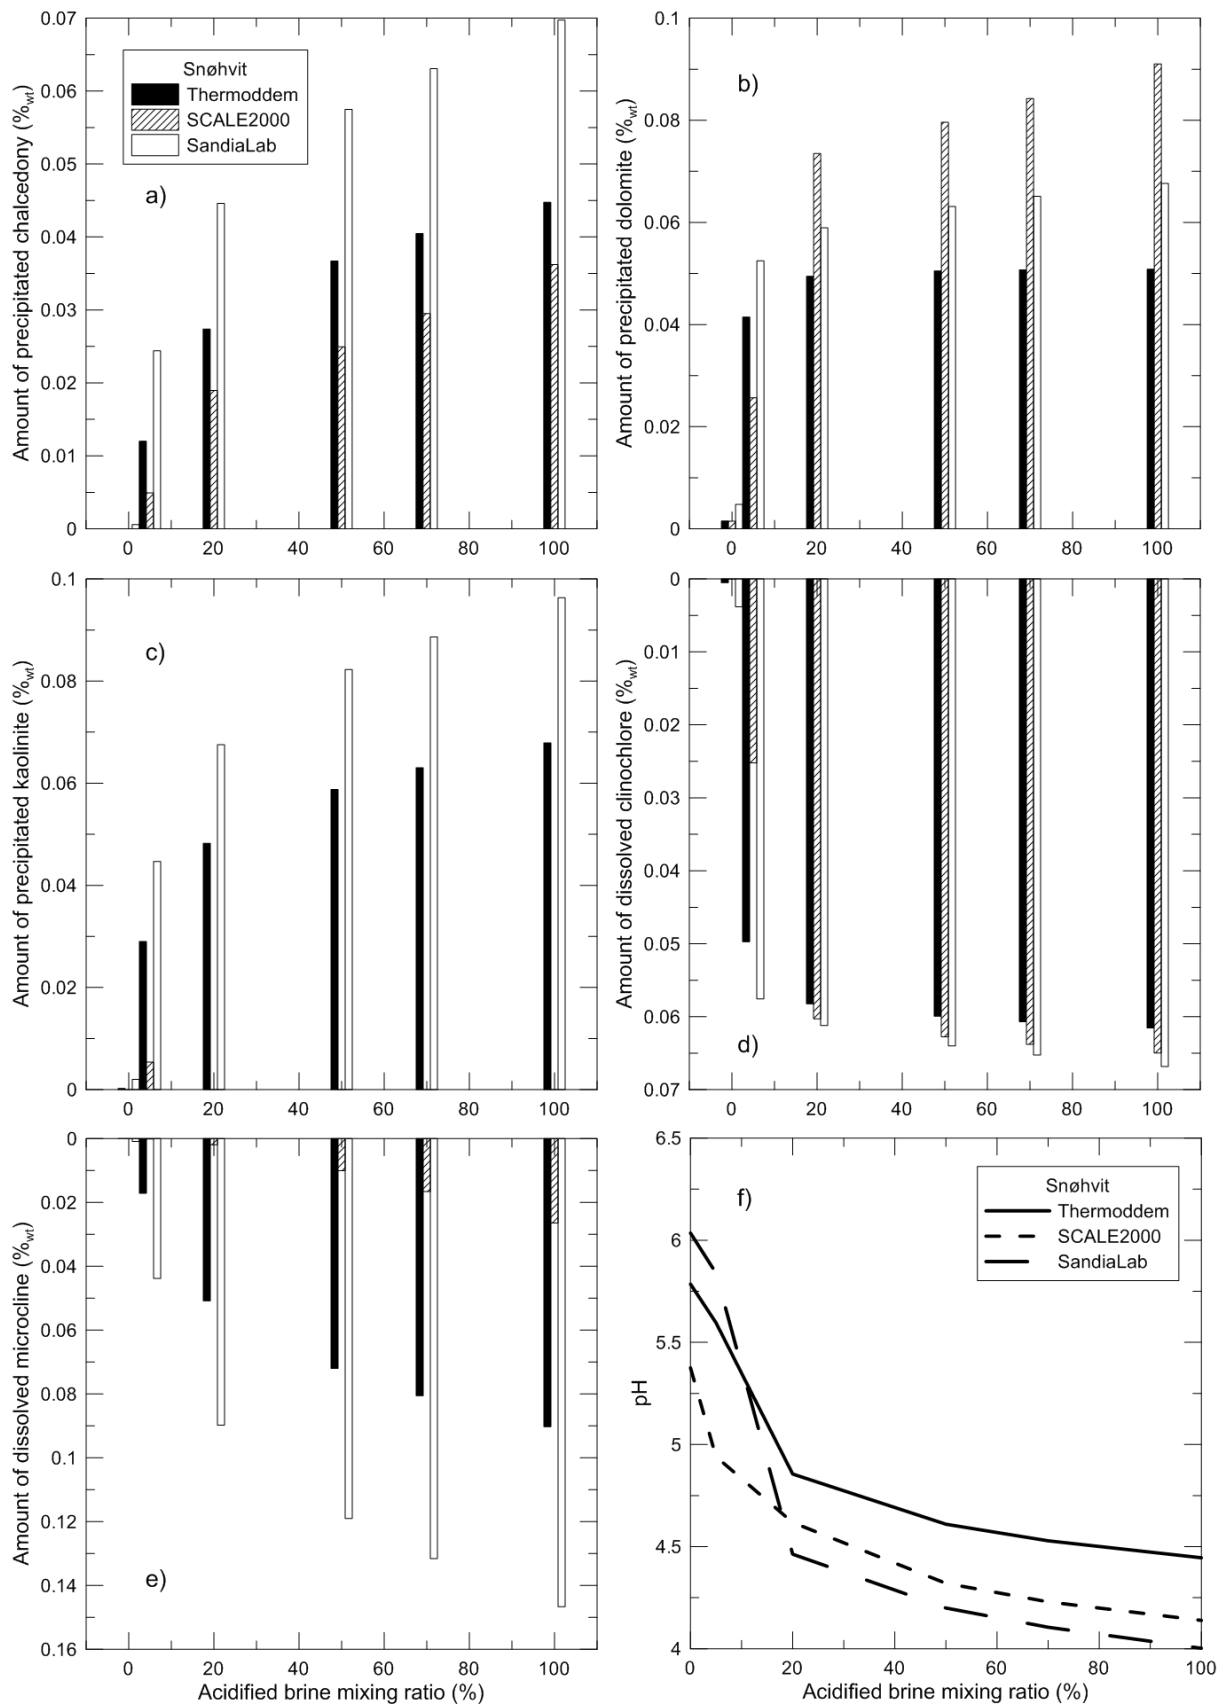 Amount of precipitated chalcedony (%wt)
0.07
0.06
0.05
0.04
0.03
0.02
0.01
0
Snøhvit
Thermoddem
SCALE2000
SandiaLab
a)
0 20 40 60 80 100
Amount of precipitated dolomite (%wt)
0.1
0.08
0.06
0.04
0.02
0
b)
0 20 40 60 80 100
Amount of precipitated kaolinite (%wt)
0.1
0.08
0.06
0.04
0.02
0
c)
0 20 40 60 80 100
Amount of dissolved clinochlore (%wt)
0
0.01
0.02
0.03
0.04
0.05
0.06
0.07
d)
0 20 40 60 80 100
Amount of dissolved microcline (%wt)
0
0.02
0.04
0.06
0.08
0.1
0.12
0.14
0.16
e)
0 20 40 60 80 100
Acidified brine mixing ratio (%)
pH
6.5
6
5.5
5
4.5
4
f)
Snøhvit
Thermoddem
SCALE2000
SandiaLab
0 20 40 60 80 100
Acidified brine mixing ratio (%)